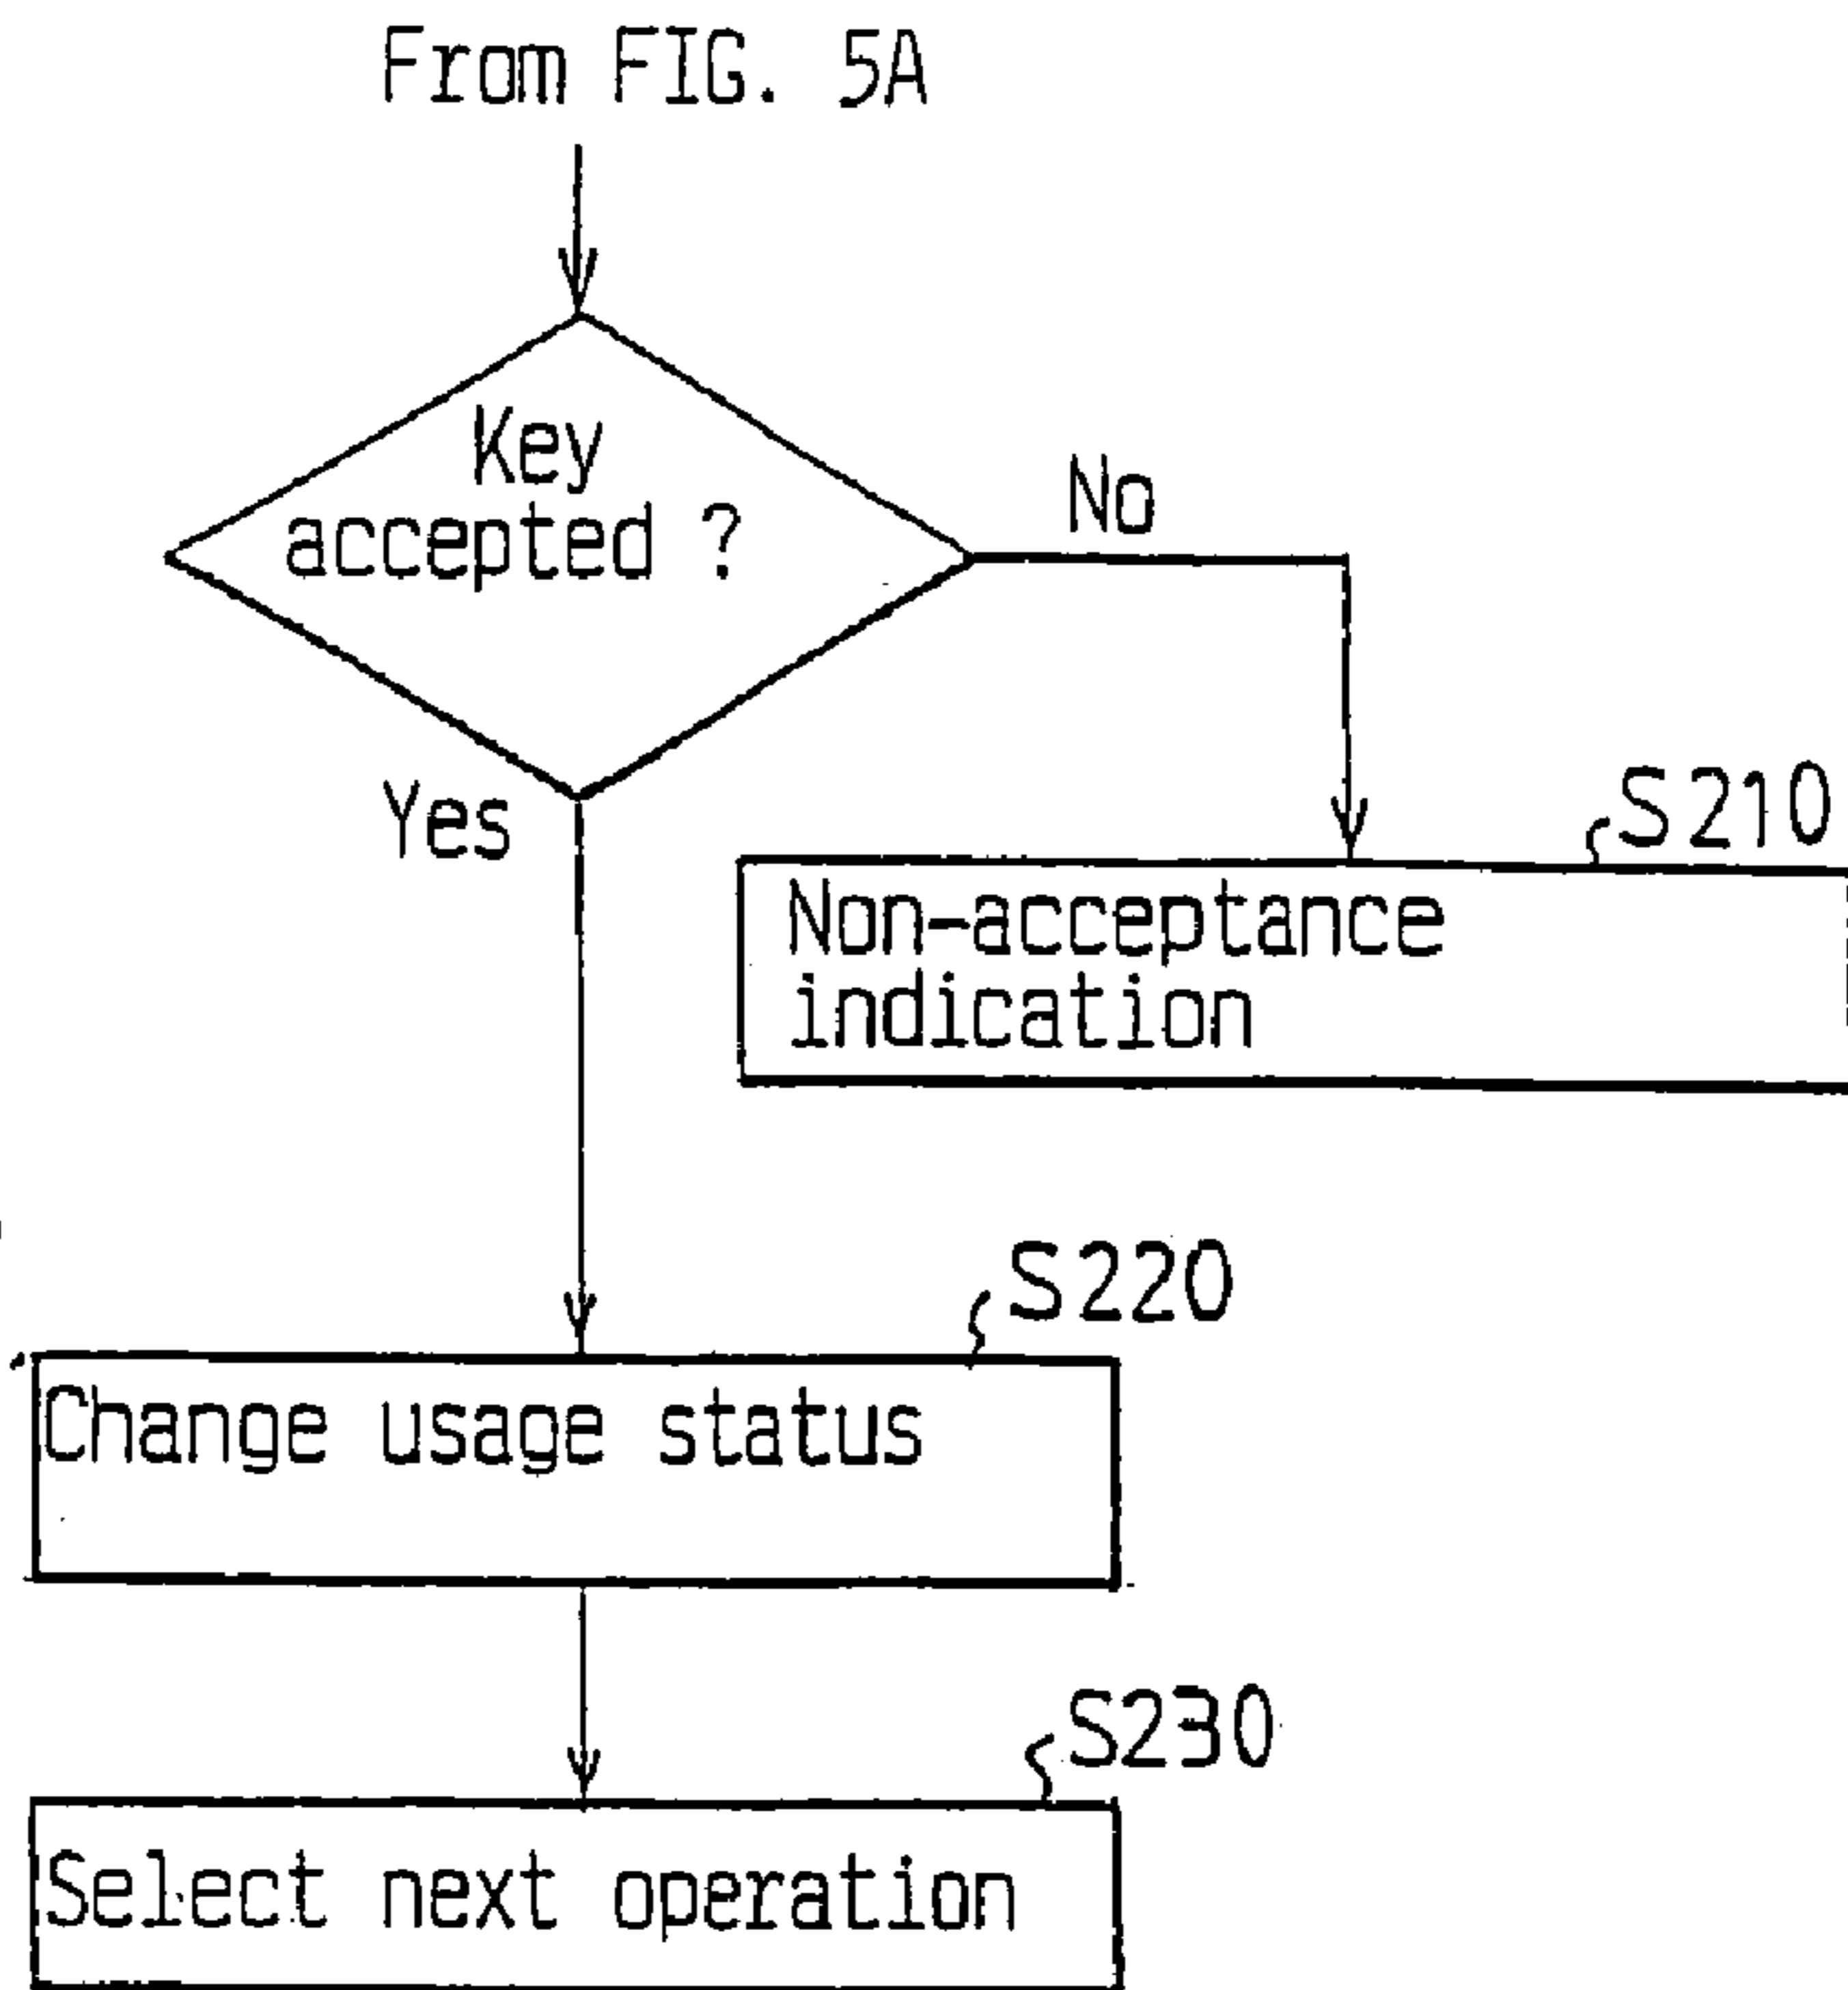 From FIG. 5A
Key
accepted ?
No
Yes
S210
Non-acceptance
indication
S220
Change usage status
S230
Select next operation